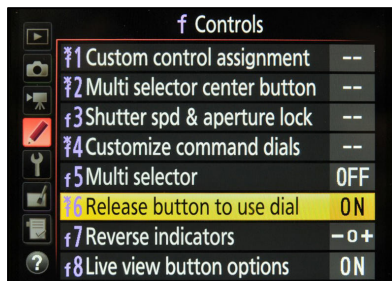 f Controls
*f1 Custom control assignment --
*f2 Multi selector center button --
f3 Shutter spd & aperture lock --
*f4 Customize command dials --
f5 Multi selector OFF
*f6 Release button to use dial ON
f7 Reverse indicators −0+
f8 Live view button options ON
?